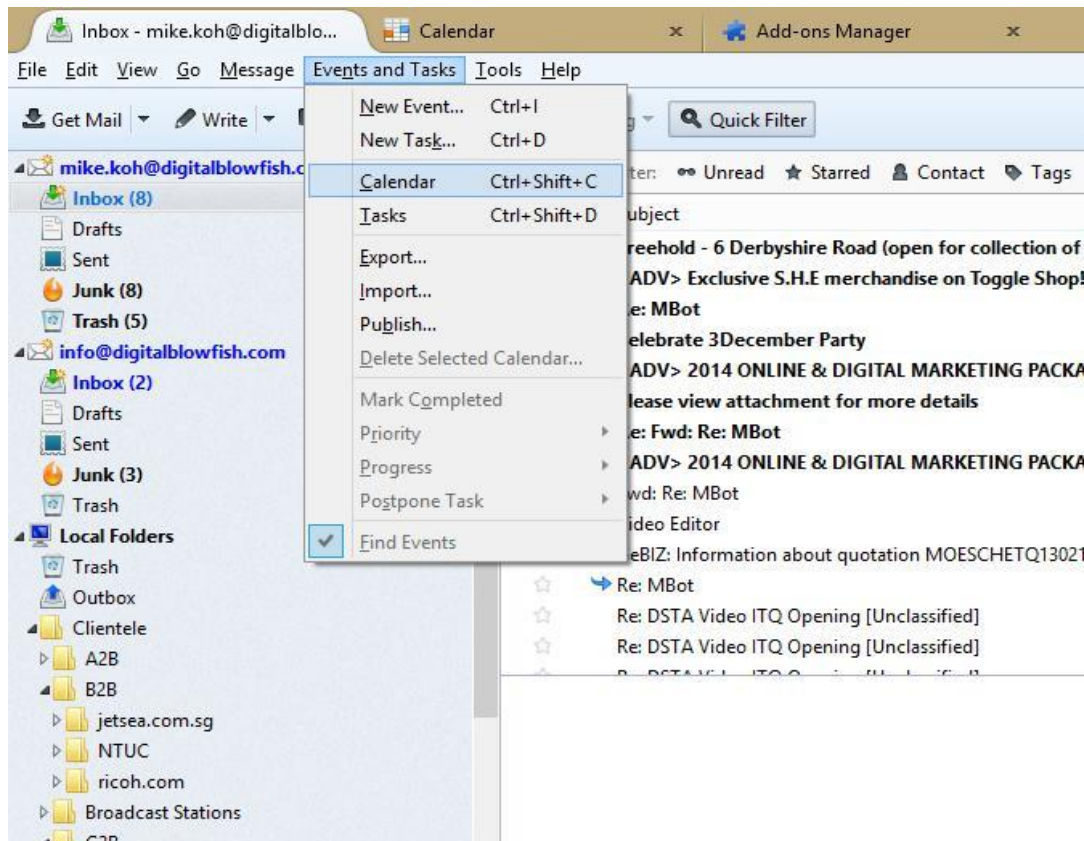 Inbox - mike.koh@digitalblo...
Calendar
Add-ons Manager
File Edit View Go Message Events and Tasks Tools Help
Get Mail Write
Quick Filter
New Event... Ctrl+I
New Task... Ctrl+D
Calendar Ctrl+Shift+C
Tasks Ctrl+Shift+D
Export...
Import...
Publish...
Delete Selected Calendar...
Mark Completed
Priority
Progress
Postpone Task
Find Events
mike.koh@digitalblowfish.c
Inbox (8)
Drafts
Sent
Junk (8)
Trash (5)
info@digitalblowfish.com
Inbox (2)
Drafts
Sent
Junk (3)
Trash
Local Folders
Trash
Outbox
Clientele
A2B
B2B
jetsea.com.sg
NTUC
ricoh.com
Broadcast Stations
ter: Unread Starred Contact Tags
ubject
reehold - 6 Derbyshire Road (open for collection of
ADV> Exclusive S.H.E merchandise on Toggle Shop!
e: MBot
elebrate 3December Party
ADV> 2014 ONLINE & DIGITAL MARKETING PACKA
lease view attachment for more details
e: Fwd: Re: MBot
ADV> 2014 ONLINE & DIGITAL MARKETING PACKA
wd: Re: MBot
ideo Editor
eBIZ: Information about quotation MOESCHETQ13021
Re: MBot
Re: DSTA Video ITQ Opening [Unclassified]
Re: DSTA Video ITQ Opening [Unclassified]